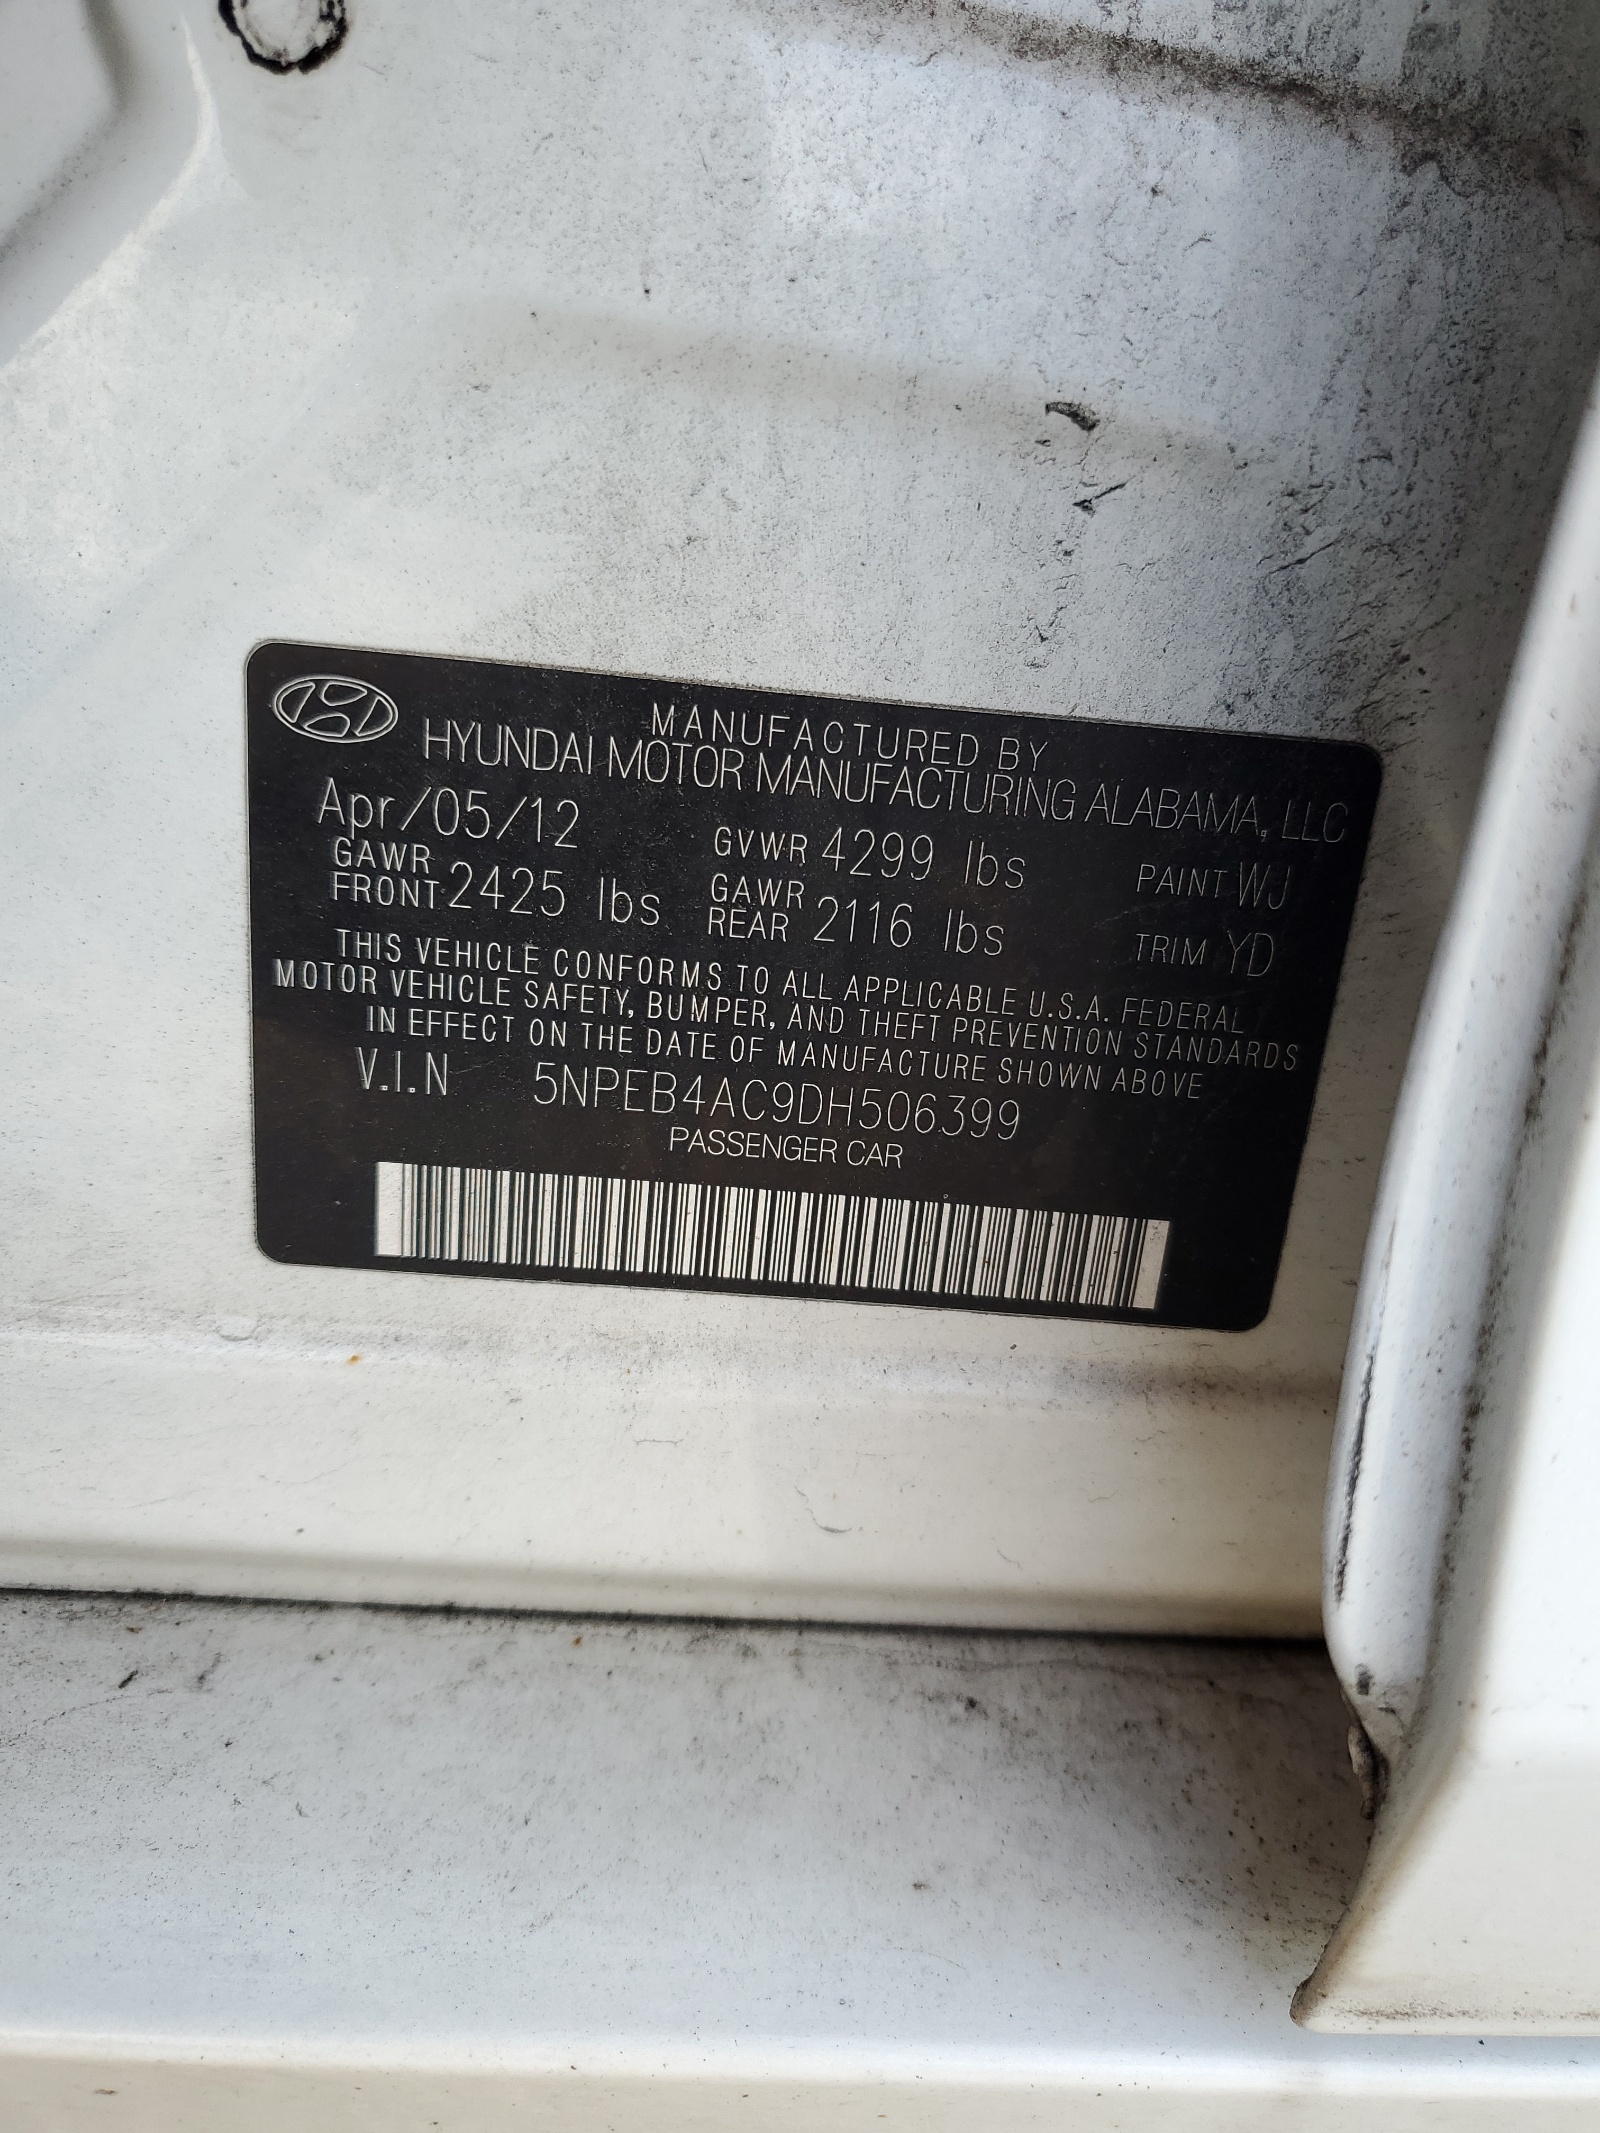 MANUFACTURED BY
HYUNDAI MOTOR MANUFACTURING ALABAMA, LLC
Apr/05/12 GVWR 4299 lbs PAINT WJ
GAWR FRONT 2425 lbs GAWR REAR 2116 lbs TRIM YD
THIS VEHICLE CONFORMS TO ALL APPLICABLE U.S.A. FEDERAL
MOTOR VEHICLE SAFETY, BUMPER, AND THEFT PREVENTION STANDARDS
IN EFFECT ON THE DATE OF MANUFACTURE SHOWN ABOVE
V.I.N 5NPEB4AC9DH506399
PASSENGER CAR